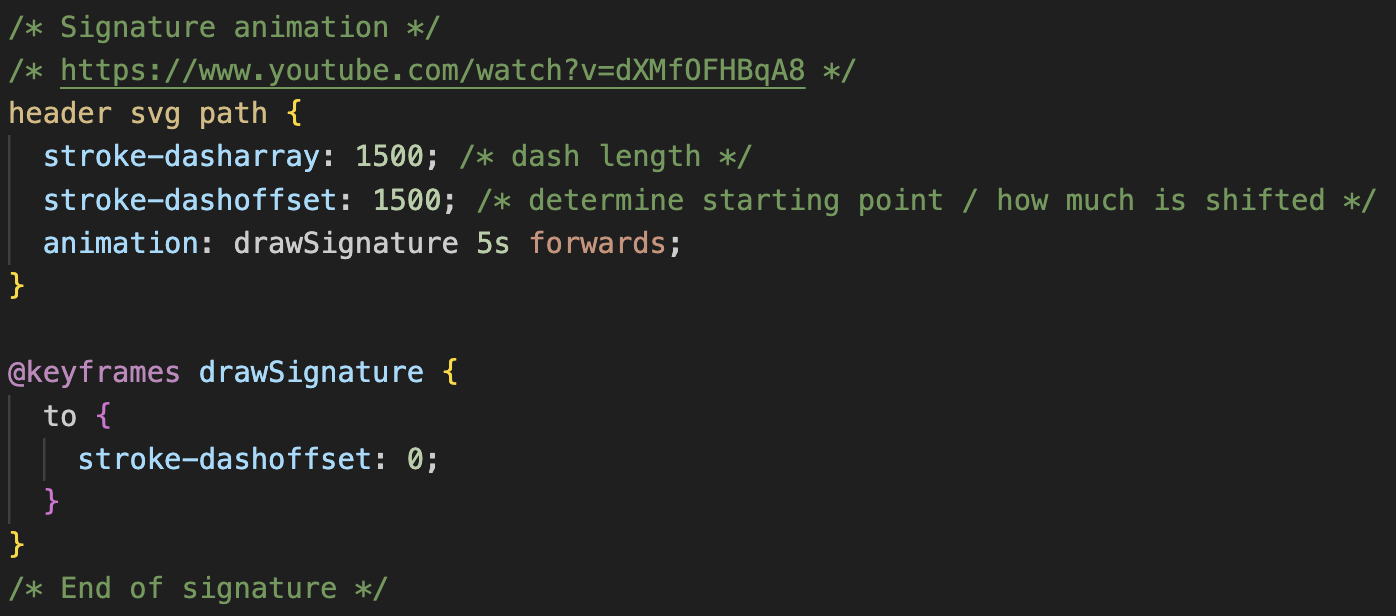 /* Signature animation */
/* https://www.youtube.com/watch?v=dXMfOFHBqA8 */
header svg path {
  stroke-dasharray: 1500; /* dash length */
  stroke-dashoffset: 1500; /* determine starting point / how much is shifted */
  animation: drawSignature 5s forwards;
}

@keyframes drawSignature {
  to {
    stroke-dashoffset: 0;
  }
}
/* End of signature */